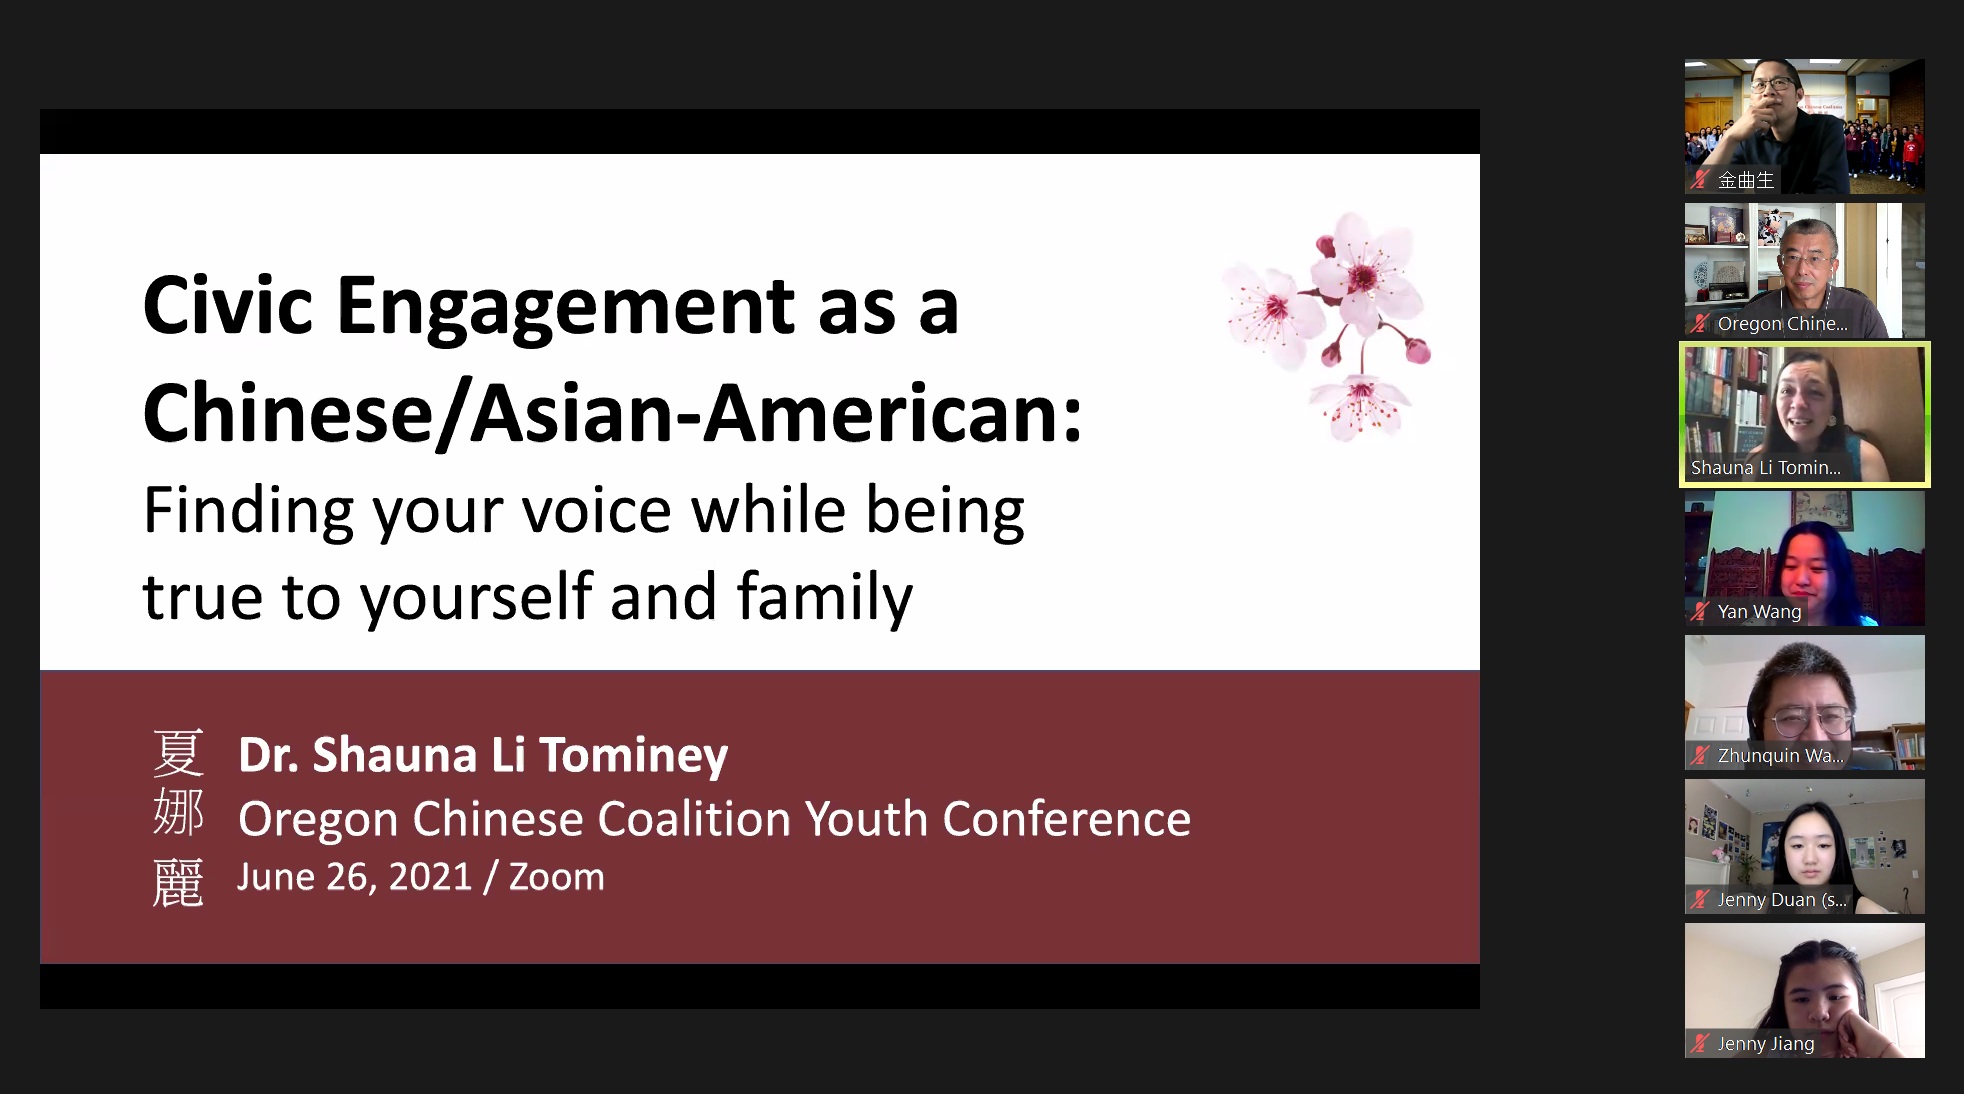 Civic Engagement as a
Chinese/Asian-American:
Finding your voice while being
true to yourself and family
夏
娜
麗
Dr. Shauna Li Tominey
Oregon Chinese Coalition Youth Conference
June 26, 2021 / Zoom
金曲生
Oregon Chine...
Shauna Li Tomin...
Yan Wang
Zhunquin Wa...
Jenny Duan (s...
Jenny Jiang